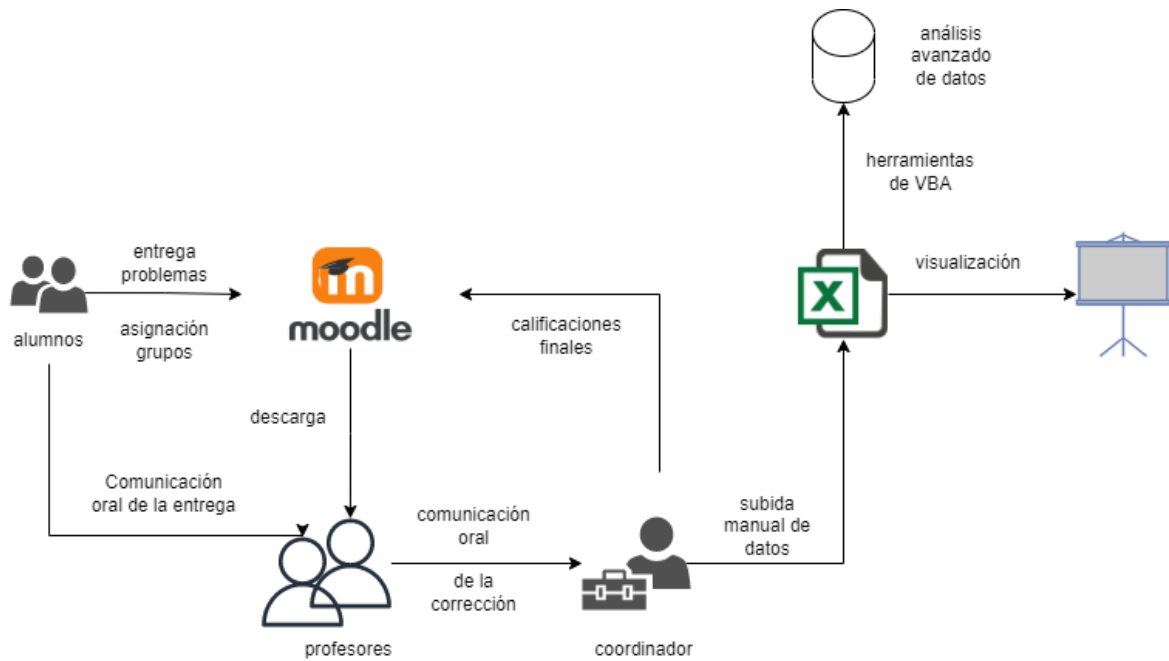 análisis
avanzado
de datos
herramientas
de VBA
entrega
problemas
visualización
moodle
alumnos
asignación
grupos
calificaciones
finales
descarga
Comunicación
oral de la entrega
comunicación
oral
subida
manual de
datos
de la
corrección
profesores
coordinador
X
m